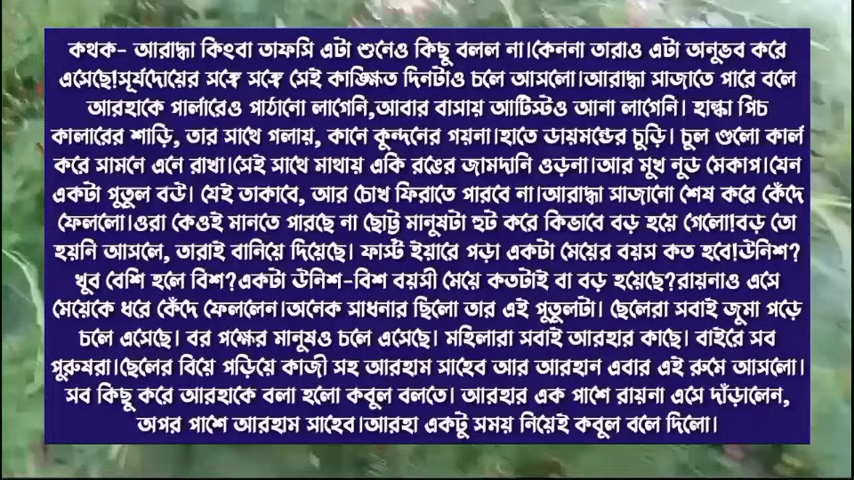 কথক- আরাদ্ধা কিংবা তাফসি এটা শুনেও কিছু বলল না।কেননা তারাও এটা অনুভব করে
এসেছে!সূর্যদোয়ের সঙ্গে সঙ্গে সেই কাঙ্ক্ষিত দিনটাও চলে আসলো।আরাদ্ধা সাজাতে পারে বলে
আরহাকে পার্লারেও পাঠানো লাগেনি,আবার বাসায় আর্টিস্টও আনা লাগেনি। হাল্কা পিচ
কালারের শাড়ি, তার সাথে গলায়, কানে কুন্দনের গয়না।হাতে ডায়মন্ডের চুড়ি। চুল গুলো কার্ল
করে সামনে এনে রাখা।সেই সাথে মাথায় একি রঙের জামদানি ওড়না।আর মুখ নুড মেকাপ।যেন
একটা পুতুল বউ। যেই তাকাবে, আর চোখ ফিরাতে পারবে না।আরাদ্ধা সাজানো শেষ করে কেঁদে
ফেললো।ওরা কেওই মানতে পারছে না ছোট্ট মানুষটা হুট করে কিভাবে বড় হয়ে গেলো!বড় তো
হয়নি আসলে, তারাই বানিয়ে দিয়েছে। ফার্স্ট ইয়ারে পড়া একটা মেয়ের বয়স কত হবে!উনিশ?
খুব বেশি হলে বিশ?একটা উনিশ-বিশ বয়সী মেয়ে কতটাই বা বড় হয়েছে?রায়নাও এসে
মেয়েকে ধরে কেঁদে ফেললেন।অনেক সাধনার ছিলো তার এই পুতুলটা। ছেলেরা সবাই জুমা পড়ে
চলে এসেছে। বর পক্ষের মানুষও চলে এসেছে। মহিলারা সবাই আরহার কাছে। বাইরে সব
পুরুষরা।ছেলের বিয়ে পড়িয়ে কাজী সহ আরহাম সাহেব আর আরহান এবার এই রুমে আসলো।
সব কিছু করে আরহাকে বলা হলো কবুল বলতে। আরহার এক পাশে রায়না এসে দাঁড়ালেন,
অপর পাশে আরহাম সাহেব।আরহা একটু সময় নিয়েই কবুল বলে দিলো।